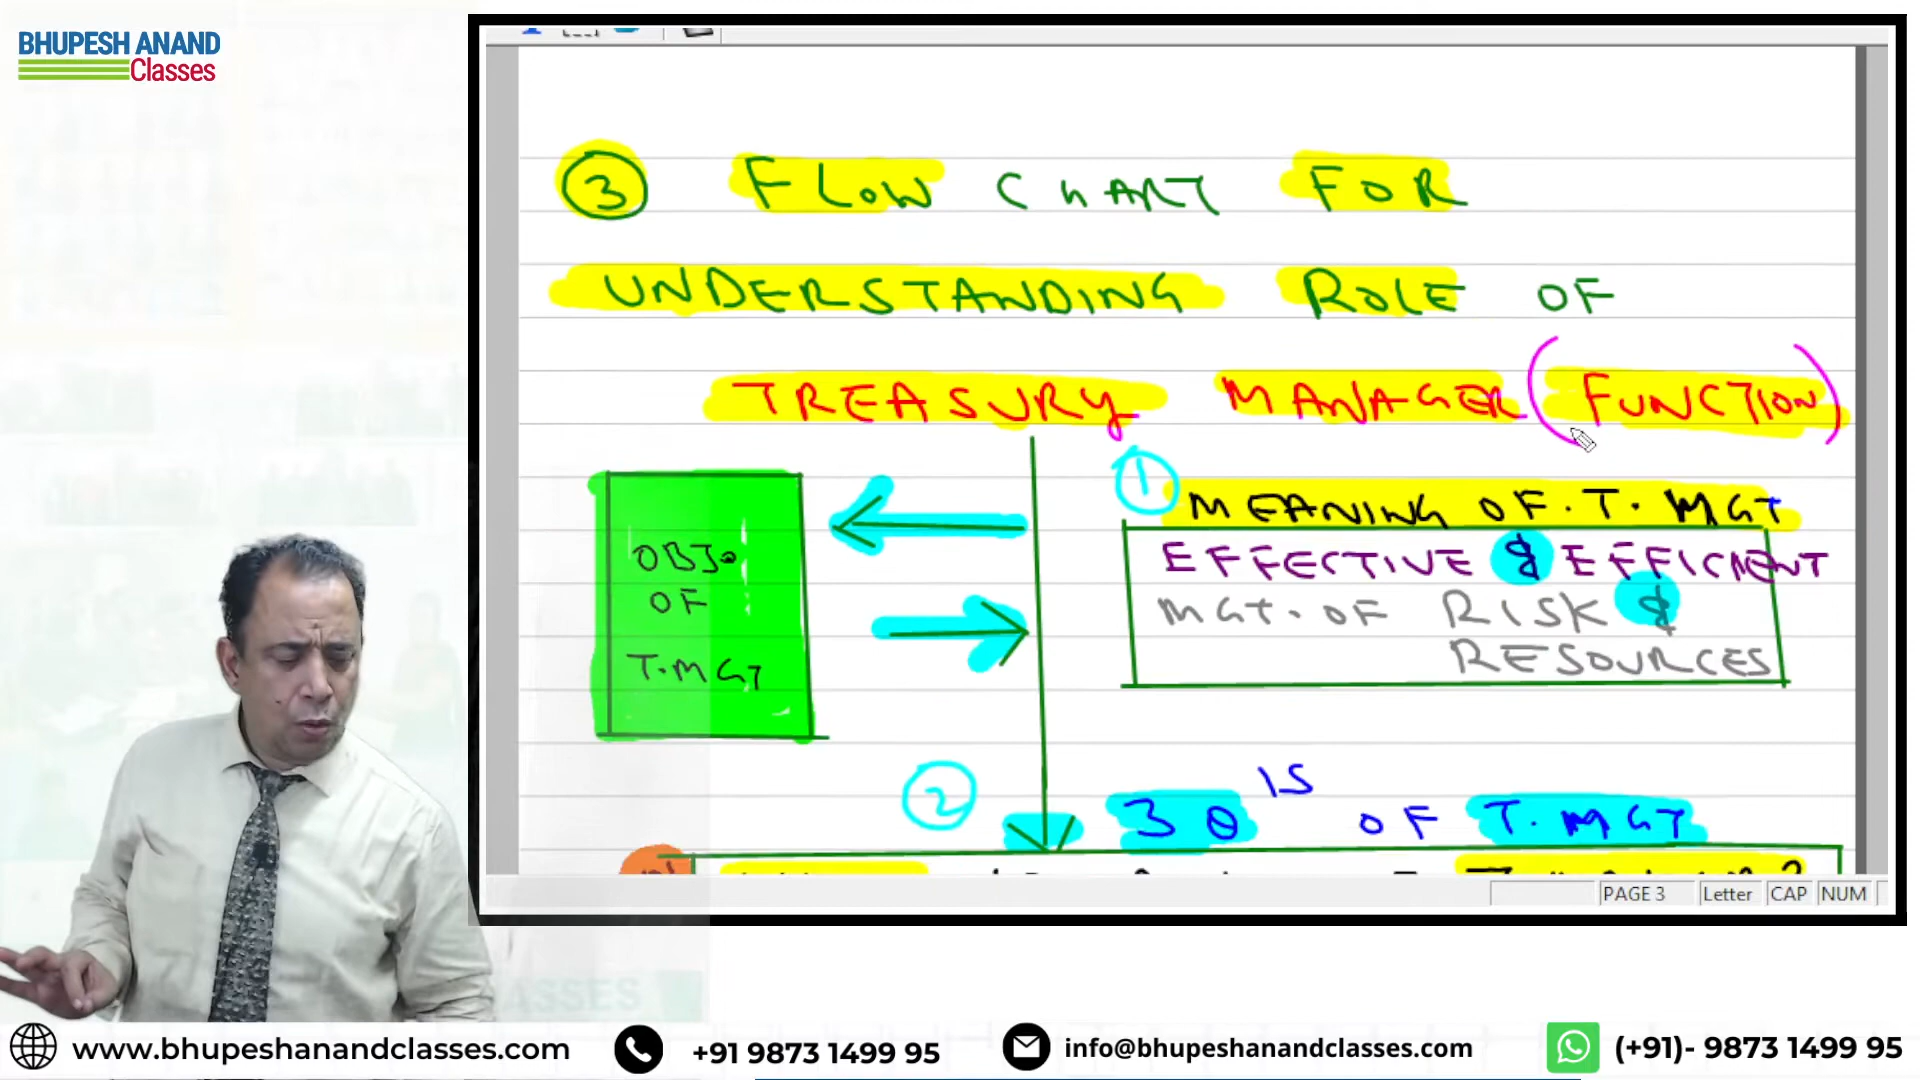 BHUPESH ANAND
Classes
3 FLOW CHART FOR
UNDERSTANDING ROLE OF
TREASURY MANAGER (FUNCTION)
1 MEANING OF. T. MGT
EFFECTIVE & EFFICIENT
MGT. OF RISK &
RESOURCES
OBJ.
OF
T.MGT
2 3 θ IS OF T. MGT
PAGE 3 Letter CAP NUM
ASSES
www.bhupeshanandclasses.com +91 9873 1499 95 info@bhupeshanandclasses.com (+91)- 9873 1499 95